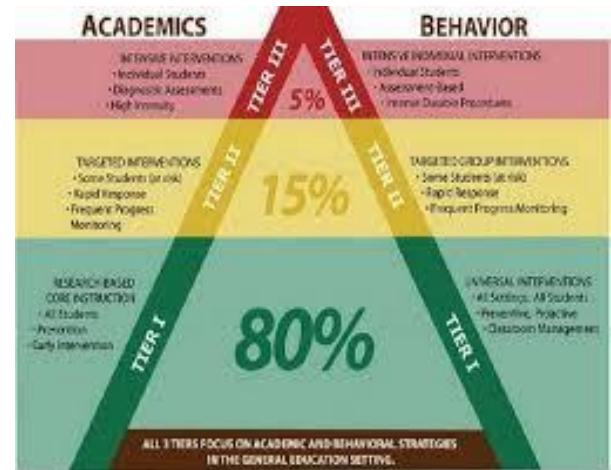 ACADEMICS
BEHAVIOR
INTENSIVE INTERVENTIONS
• Individual Students
• Diagnostic Assessments
• High Intensity
TIER III
5%
TIER III
INTENSIVE INDIVIDUAL INTERVENTIONS
• Individual Students
• Assessment-Based
• Intense Durable Procedures
TARGETED INTERVENTIONS
• Some Students (at risk)
• Rapid Response
• Frequent Progress
Monitoring
TIER II
15%
TIER II
TARGETED GROUP INTERVENTIONS
• Some Students (at risk)
• Rapid Response
• Frequent Progress Monitoring
RESEARCH-BASED
CORE INSTRUCTION
• All Students
• Prevention
• Early Intervention
TIER I
80%
TIER I
UNIVERSAL INTERVENTIONS
• All Settings, All Students
• Preventive, Proactive
• Classroom Management
ALL 3 TIERS FOCUS ON ACADEMIC AND BEHAVIORAL STRATEGIES
IN THE GENERAL EDUCATION SETTING.